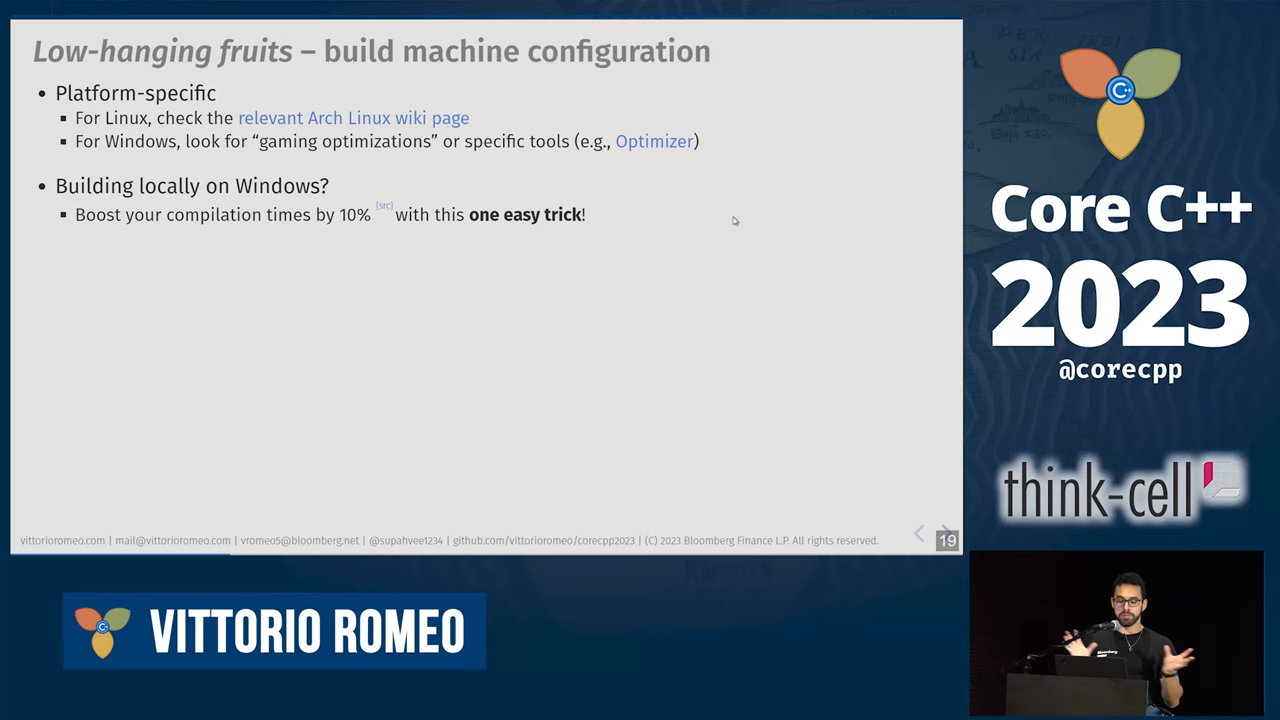 Low-hanging fruits – build machine configuration
• Platform-specific
▪ For Linux, check the relevant Arch Linux wiki page
▪ For Windows, look for “gaming optimizations” or specific tools (e.g., Optimizer)
• Building locally on Windows?
▪ Boost your compilation times by 10% [src] with this one easy trick!
vittorioromeo.com | mail@vittorioromeo.com | vromeo5@bloomberg.net | @supahvee1234 | github.com/vittorioromeo/corecpp2023 | (C) 2023 Bloomberg Finance L.P. All rights reserved.
19
C++
Core C++
2023
@corecpp
think-cell
C++
VITTORIO ROMEO
Bloomberg